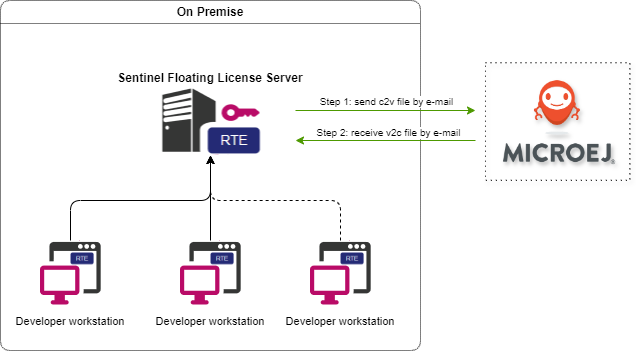 On Premise
Sentinel Floating License Server
RTE
Step 1: send c2v file by e-mail
Step 2: receive v2c file by e-mail
MICROEJ®
RTE
RTE
RTE
Developer workstation
Developer workstation
Developer workstation